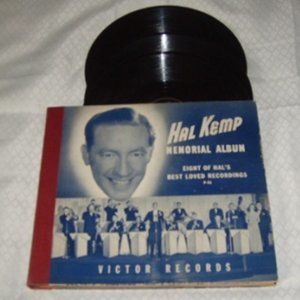 HAL KEMP
MEMORIAL ALBUM
EIGHT OF HAL'S
BEST LOVED RECORDINGS
VICTOR RECORDS